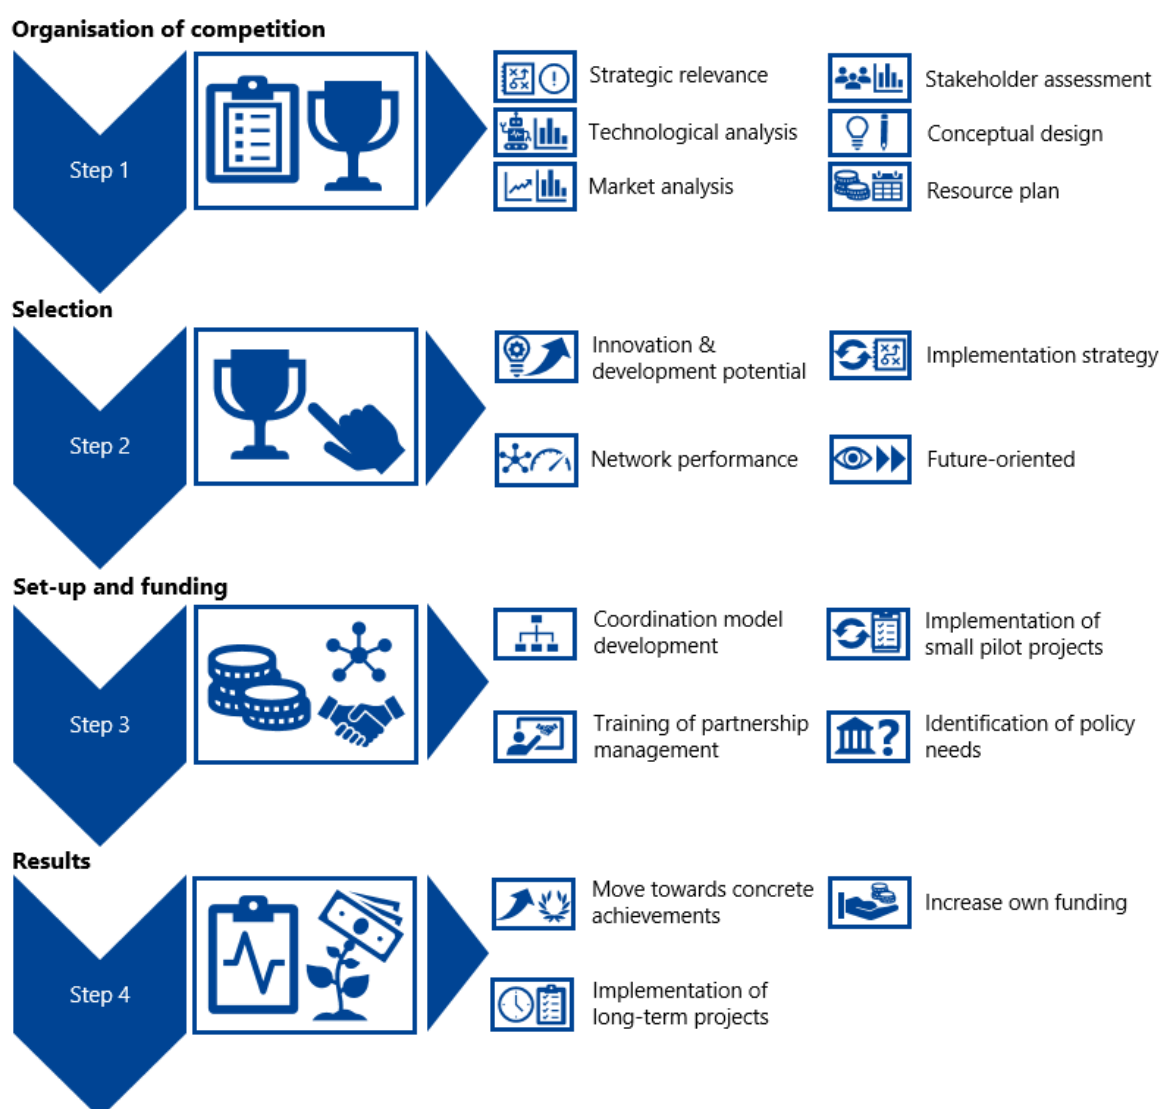 Organisation of competition
Step 1
Strategic relevance
Technological analysis
Market analysis
Stakeholder assessment
Conceptual design
Resource plan
Selection
Step 2
Innovation &
development potential
Network performance
Implementation strategy
Future-oriented
Set-up and funding
Step 3
Coordination model
development
Training of partnership
management
Implementation of
small pilot projects
Identification of policy
needs
Results
Step 4
Move towards concrete
achievements
Implementation of
long-term projects
Increase own funding